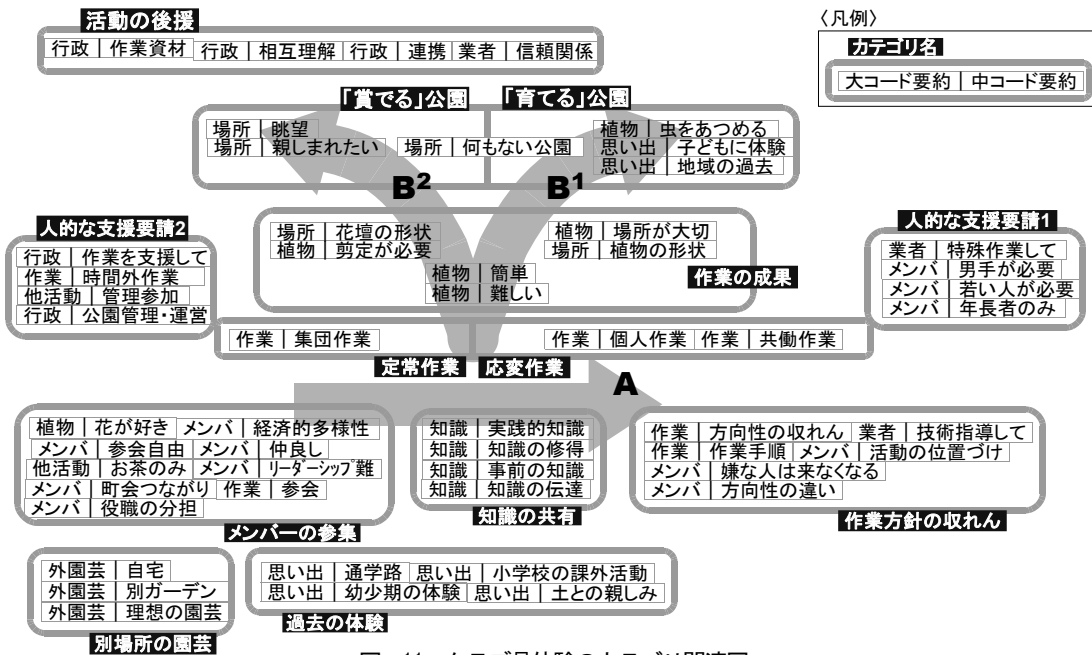 活動の後援
行政 | 作業資材 行政 | 相互理解 行政 | 連携 業者 | 信頼関係
〈凡例〉
カテゴリ名
大コード要約 | 中コード要約
「賞でる」公園 「育てる」公園
場所 | 眺望
場所 | 親しまれたい 場所 | 何もない公園
植物 | 虫をあつめる
思い出 | 子どもに体験
思い出 | 地域の過去
B² B¹
人的な支援要請2
行政 | 作業を支援して
作業 | 時間外作業
他活動 | 管理参加
行政 | 公園管理・運営
場所 | 花壇の形状
植物 | 剪定が必要
植物 | 場所が大切
場所 | 植物の形状
植物 | 簡単
植物 | 難しい
作業の成果
人的な支援要請1
業者 | 特殊作業して
メンバ | 男手が必要
メンバ | 若い人が必要
メンバ | 年長者のみ
作業 | 集団作業 作業 | 個人作業 作業 | 共働作業
定常作業 応変作業
A
植物 | 花が好き メンバ | 経済的多様性
メンバ | 参会自由 メンバ | 仲良し
他活動 | お茶のみ メンバ | リーダーシップ難
メンバ | 町会つながり 作業 | 参会
メンバ | 役職の分担
メンバーの参集
知識 | 実践的知識
知識 | 知識の修得
知識 | 事前の知識
知識 | 知識の伝達
知識の共有
作業 | 方向性の収れん 業者 | 技術指導して
作業 | 作業手順 メンバ | 活動の位置づけ
メンバ | 嫌な人は来なくなる
メンバ | 方向性の違い
作業方針の収れん
外園芸 | 自宅
外園芸 | 別ガーデン
外園芸 | 理想の園芸
別場所の園芸
思い出 | 通学路 思い出 | 小学校の課外活動
思い出 | 幼少期の体験 思い出 | 土との親しみ
過去の体験